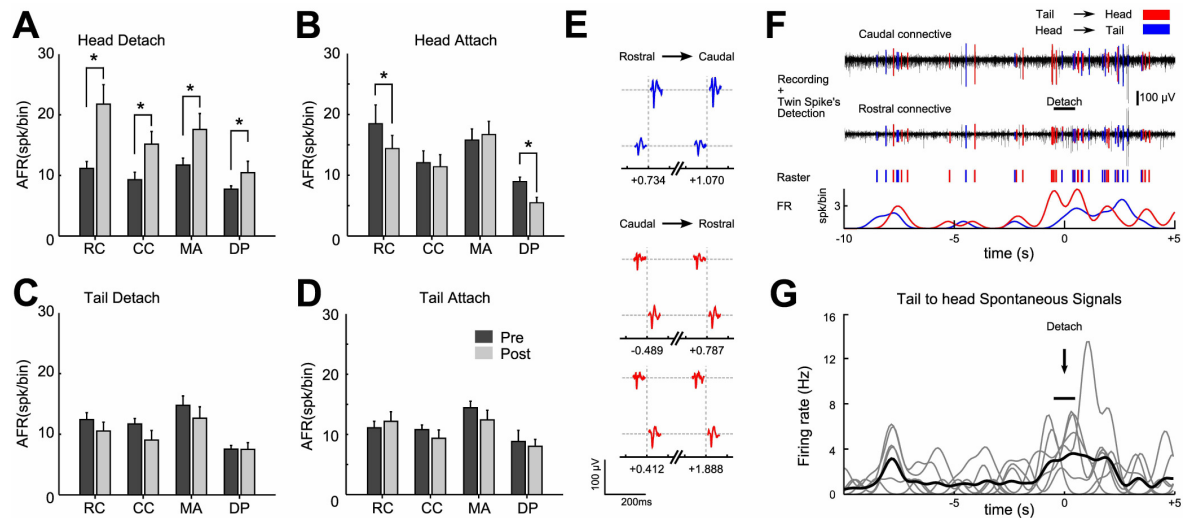 A
Head Detach
AFR(spk/bin)
30
20
10
0
*
*
*
*
RC
CC
MA
DP
B
Head Attach
AFR(spk/bin)
30
20
10
0
*
*
RC
CC
MA
DP
C
Tail Detach
AFR(spk/bin)
30
20
10
0
RC
CC
MA
DP
D
Tail Attach
AFR(spk/bin)
30
20
10
0
Pre
Post
RC
CC
MA
DP
E
Rostral
Caudal
+0.734
+1.070
Caudal
Rostral
-0.489
+0.787
+0.412
+1.888
100 µV
200ms
F
Tail
Head
Head
Tail
Caudal connective
Recording
+
Twin Spike's
Detection
100 µV
Rostral connective
Detach
Raster
FR
spk/bin
3
-10
-5
0
+5
time (s)
G
Tail to head Spontaneous Signals
Detach
Firing rate (Hz)
16
12
8
4
0
-5
0
+5
time (s)